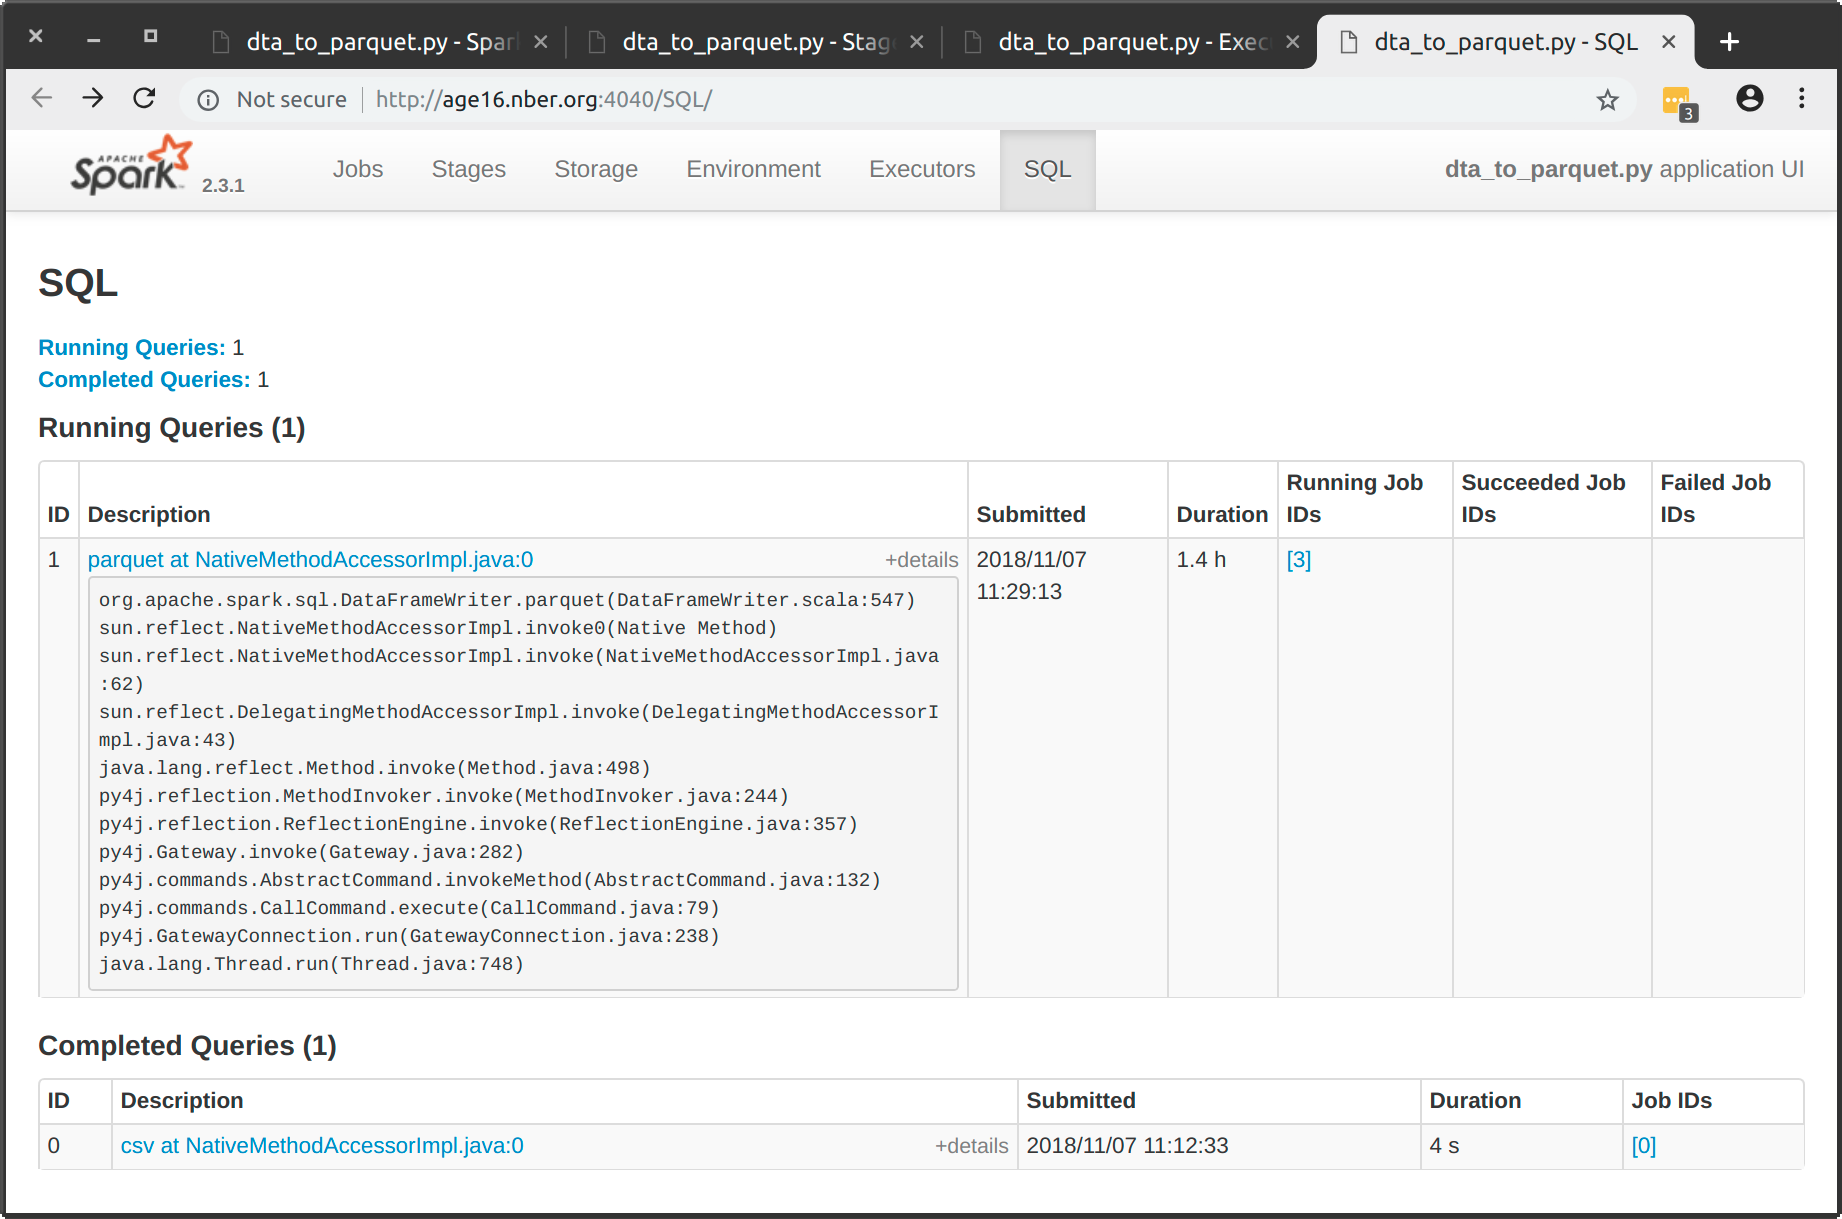 dta_to_parquet.py - Spar
dta_to_parquet.py - Stag
dta_to_parquet.py - Exec
dta_to_parquet.py - SQL
Not secure
http://age16.nber.org:4040/SQL/
3
APACHE
Spark
2.3.1
Jobs
Stages
Storage
Environment
Executors
SQL
dta_to_parquet.py application UI
SQL
Running Queries: 1
Completed Queries: 1
Running Queries (1)
ID Description Submitted Duration Running Job IDs Succeeded Job IDs Failed Job IDs
1 parquet at NativeMethodAccessorImpl.java:0 +details 2018/11/07 11:29:13 1.4 h [3]
org.apache.spark.sql.DataFrameWriter.parquet(DataFrameWriter.scala:547)
sun.reflect.NativeMethodAccessorImpl.invoke0(Native Method)
sun.reflect.NativeMethodAccessorImpl.invoke(NativeMethodAccessorImpl.java
:62)
sun.reflect.DelegatingMethodAccessorImpl.invoke(DelegatingMethodAccessorI
mpl.java:43)
java.lang.reflect.Method.invoke(Method.java:498)
py4j.reflection.MethodInvoker.invoke(MethodInvoker.java:244)
py4j.reflection.ReflectionEngine.invoke(ReflectionEngine.java:357)
py4j.Gateway.invoke(Gateway.java:282)
py4j.commands.AbstractCommand.invokeMethod(AbstractCommand.java:132)
py4j.commands.CallCommand.execute(CallCommand.java:79)
py4j.GatewayConnection.run(GatewayConnection.java:238)
java.lang.Thread.run(Thread.java:748)
Completed Queries (1)
ID Description Submitted Duration Job IDs
0 csv at NativeMethodAccessorImpl.java:0 +details 2018/11/07 11:12:33 4 s [0]